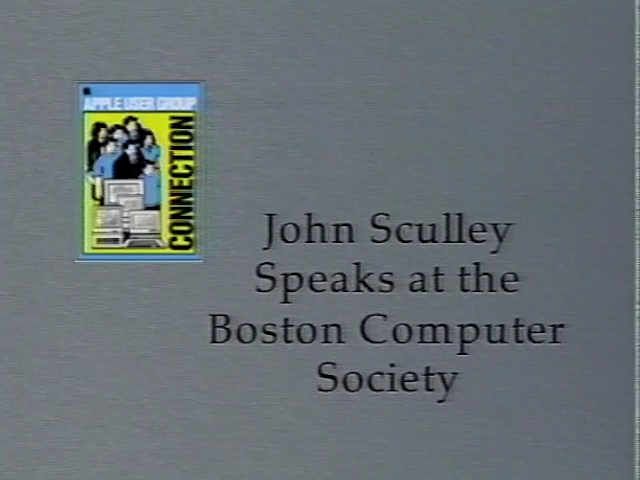 APPLE USER GROUP
CONNECTION
John Sculley
Speaks at the
Boston Computer
Society